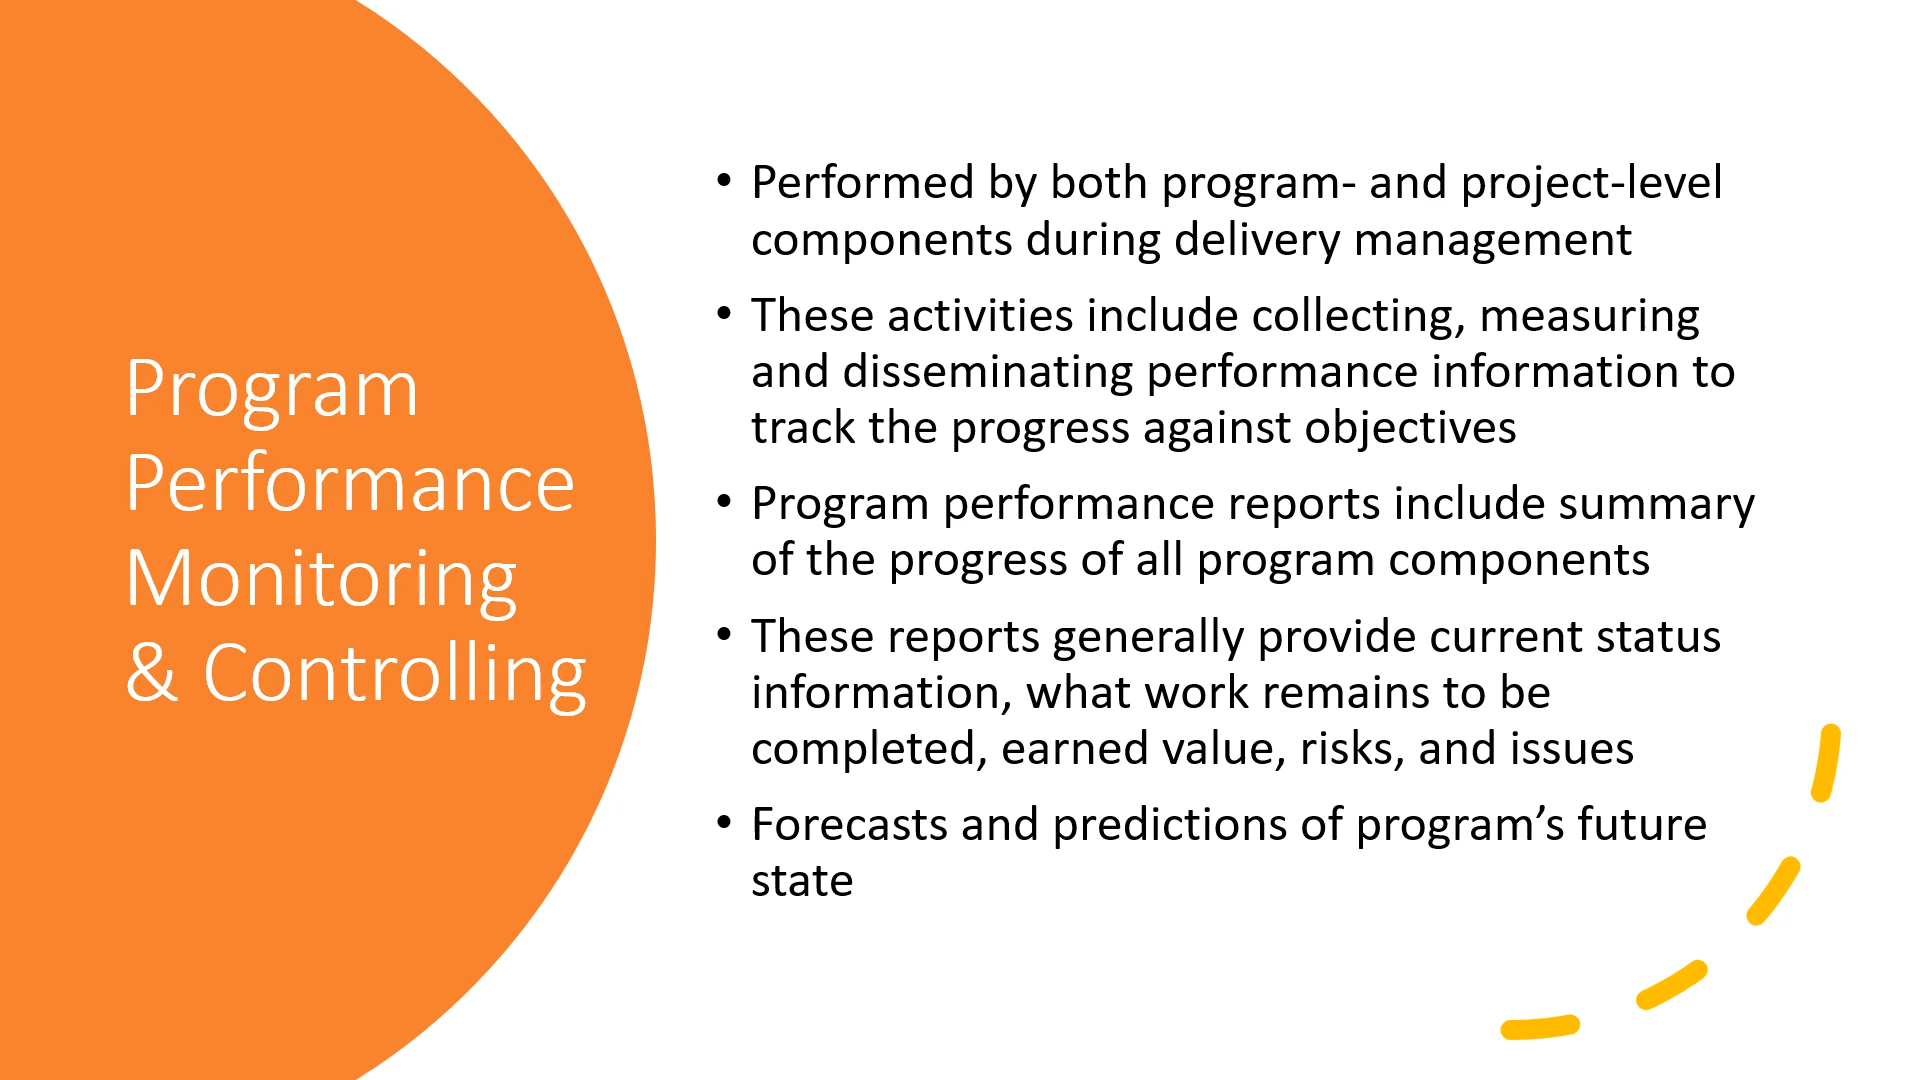 Program
Performance
Monitoring
& Controlling
• Performed by both program- and project-level
components during delivery management
• These activities include collecting, measuring
and disseminating performance information to
track the progress against objectives
• Program performance reports include summary
of the progress of all program components
• These reports generally provide current status
information, what work remains to be
completed, earned value, risks, and issues
• Forecasts and predictions of program’s future
state